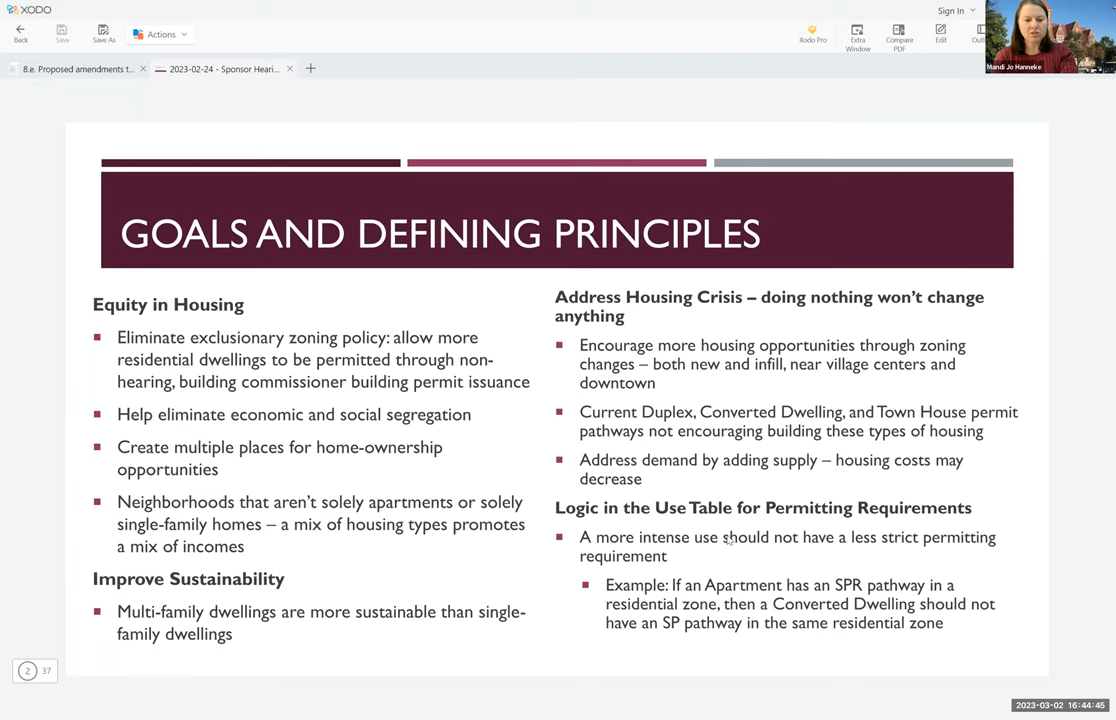 XODO
Sign In
Back
Save
Save As
Actions
Xodo Pro
Extra
Window
Compare
PDF
Edit
Mandi Jo Hanneke
8.e. Proposed amendments t...
2023-02-24 - Sponsor Heari...
GOALS AND DEFINING PRINCIPLES
Equity in Housing
Eliminate exclusionary zoning policy: allow more
residential dwellings to be permitted through non-
hearing, building commissioner building permit issuance
Help eliminate economic and social segregation
Create multiple places for home-ownership
opportunities
Neighborhoods that aren't solely apartments or solely
single-family homes – a mix of housing types promotes
a mix of incomes
Improve Sustainability
Multi-family dwellings are more sustainable than single-
family dwellings
Address Housing Crisis – doing nothing won't change
anything
Encourage more housing opportunities through zoning
changes – both new and infill, near village centers and
downtown
Current Duplex, Converted Dwelling, and Town House permit
pathways not encouraging building these types of housing
Address demand by adding supply – housing costs may
decrease
Logic in the Use Table for Permitting Requirements
A more intense use should not have a less strict permitting
requirement
Example: If an Apartment has an SPR pathway in a
residential zone, then a Converted Dwelling should not
have an SP pathway in the same residential zone
2 37
2023-03-02 16:44:45